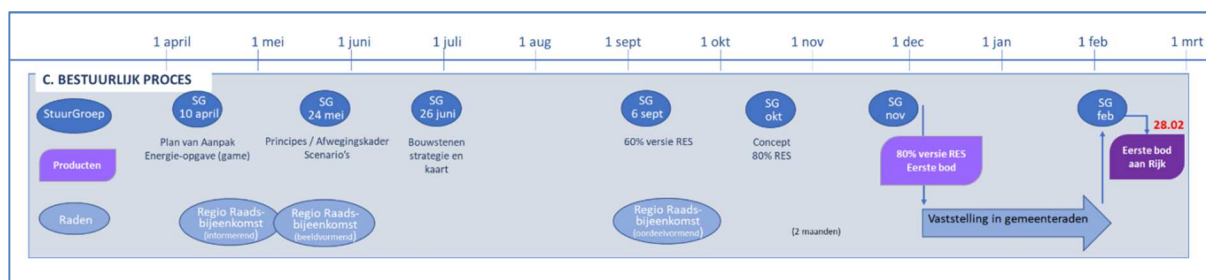 1 april 1 mei 1 juni 1 juli 1 aug 1 sept 1 okt 1 nov 1 dec 1 jan 1 feb 1 mrt
C. BESTUURLIJK PROCES
StuurGroep
SG
10 april
SG
24 mei
SG
26 juni
SG
6 sept
SG
okt
SG
nov
SG
feb
28.02
Plan van Aanpak
Energie-opgave (game)
Principes / Afwegingskader
Scenario's
Bouwstenen
strategie en
kaart
60% versie RES
Concept
80% RES
Producten
80% versie RES
Eerste bod
Eerste bod
aan Rijk
Raden
Regio Raads-
bijeenkomst
(informerend)
Regio Raads-
bijeenkomst
(beeldvormend)
Regio Raads-
bijeenkomst
(oordeelvormend)
(2 maanden)
Vaststelling in gemeenteraden